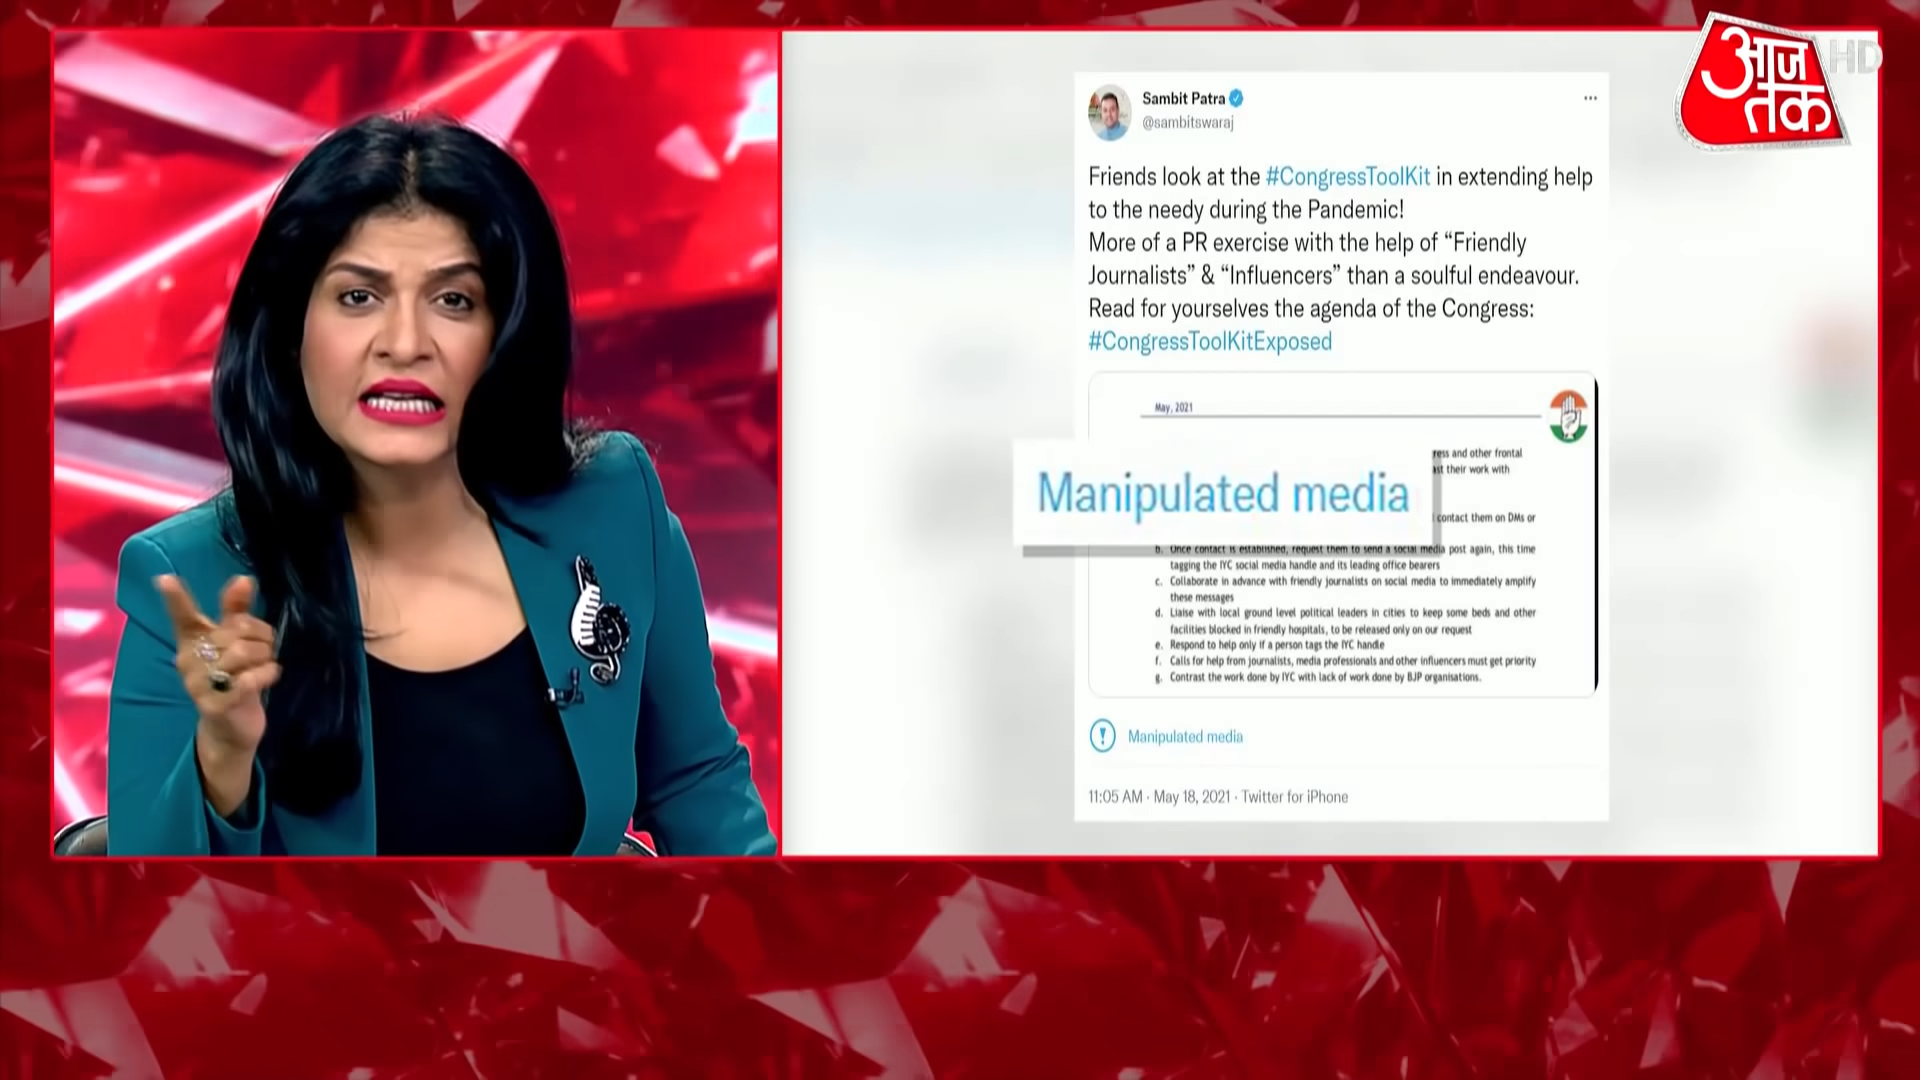 आज तक
HD
Sambit Patra
@sambitswaraj
Friends look at the #CongressToolKit in extending help
to the needy during the Pandemic!
More of a PR exercise with the help of “Friendly
Journalists” & “Influencers” than a soulful endeavour.
Read for yourselves the agenda of the Congress:
#CongressToolKitExposed
May, 2021
and other frontal
their work with
Manipulated media
contact them on DMs or
b. Once contact is established, request them to send a social media post again, this time
tagging the IYC social media handle and its leading office bearers
c. Collaborate in advance with friendly journalists on social media to immediately amplify
these messages
d. Liaise with local ground level political leaders in cities to keep some beds and other
facilities blocked in friendly hospitals, to be released only on our request
e. Respond to help only if a person tags the IYC handle
f. Calls for help from journalists, media professionals and other influencers must get priority
g. Contrast the work done by IYC with lack of work done by BJP organisations.
Manipulated media
11:05 AM · May 18, 2021 · Twitter for iPhone